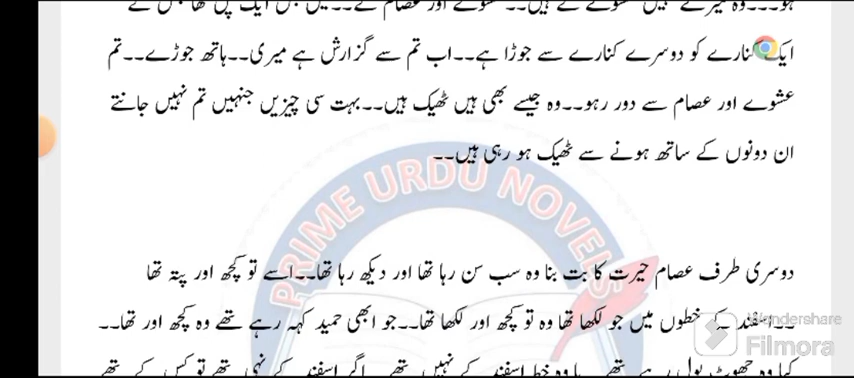 ایک کنارے کو دوسرے کنارے سے جوڑا ہے۔۔اب تم سے گزارش ہے میری۔۔ہاتھ جوڑے۔۔تم
عشوے اور عصام سے دور رہو۔۔وہ جیسے بھی ہیں ٹھیک ہیں۔۔بہت سی چیزیں جنہیں تم نہیں جانتے
ان دونوں کے ساتھ ہونے سے ٹھیک ہو رہی ہیں۔۔
PRIME URDU NOVELS
دوسری طرف عصام حیرت کا بت بنا وہ سب سن رہا تھا اور دیکھ رہا تھا۔۔اسے تو کچھ اور پتہ تھا
۔۔اسفند کے خطوں میں جو لکھا تھا وہ تو کچھ اور لکھا تھا۔۔جو ابھی حمید کہہ رہے تھے وہ کچھ اور تھا۔۔
Wondershare
Filmora